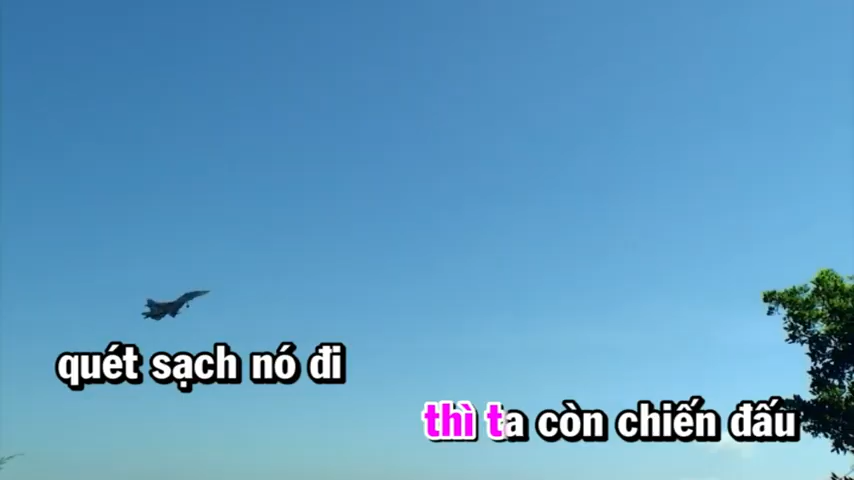 quét sạch nó đi
thì ta còn chiến đấu